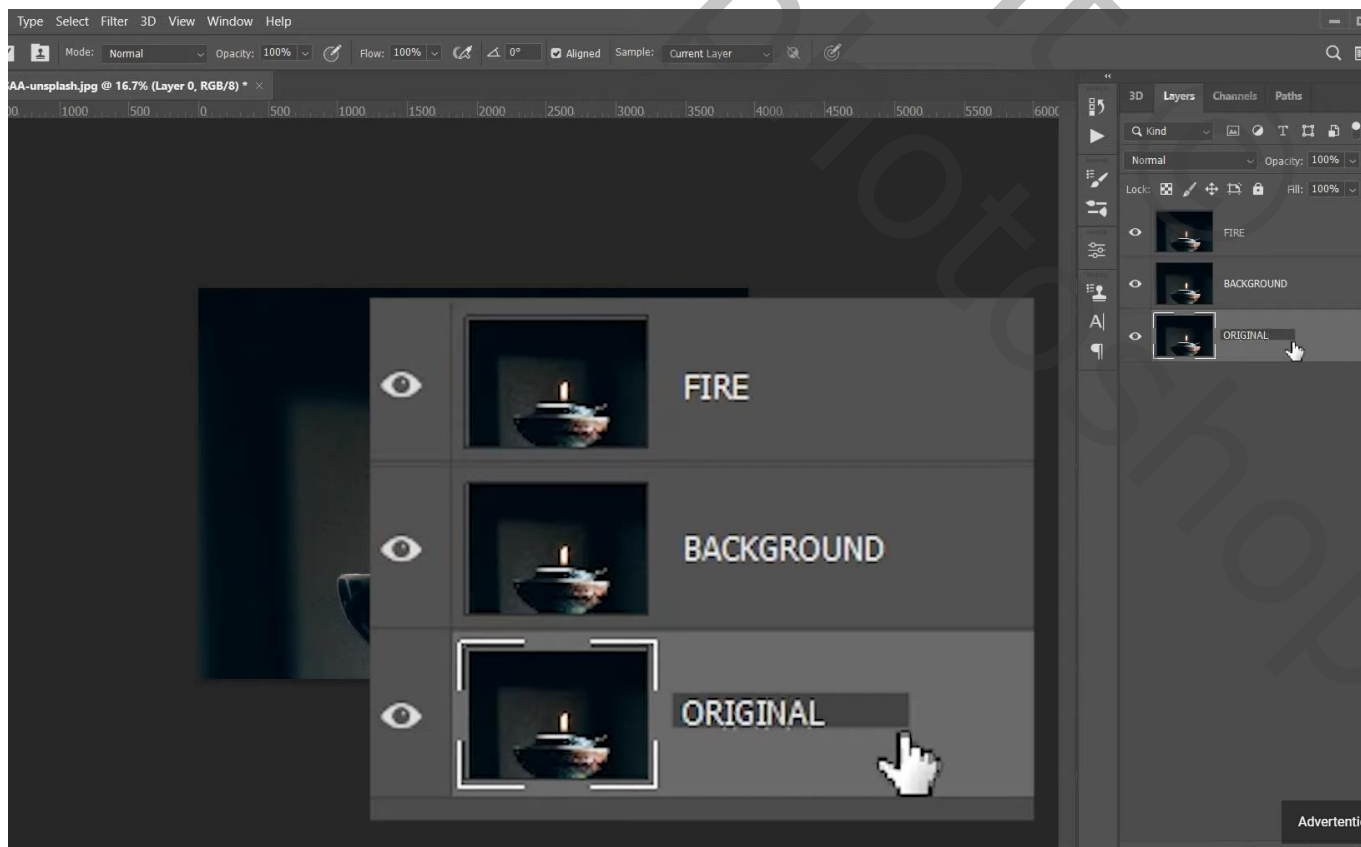 Type Select Filter 3D View Window Help
Mode: Normal Opacity: 100% Flow: 100% 0° Aligned Sample: Current Layer
AA-unsplash.jpg @ 16.7% (Layer 0, RGB/8) * ×
1000 500 0 500 1000 1500 2000 2500 3000 3500 4000 4500 5000 5500 6000
3D Layers Channels Paths
Kind
Normal Opacity: 100%
Lock: Fill: 100%
FIRE
BACKGROUND
ORIGINAL
FIRE
BACKGROUND
ORIGINAL
Advertenti
photoshop